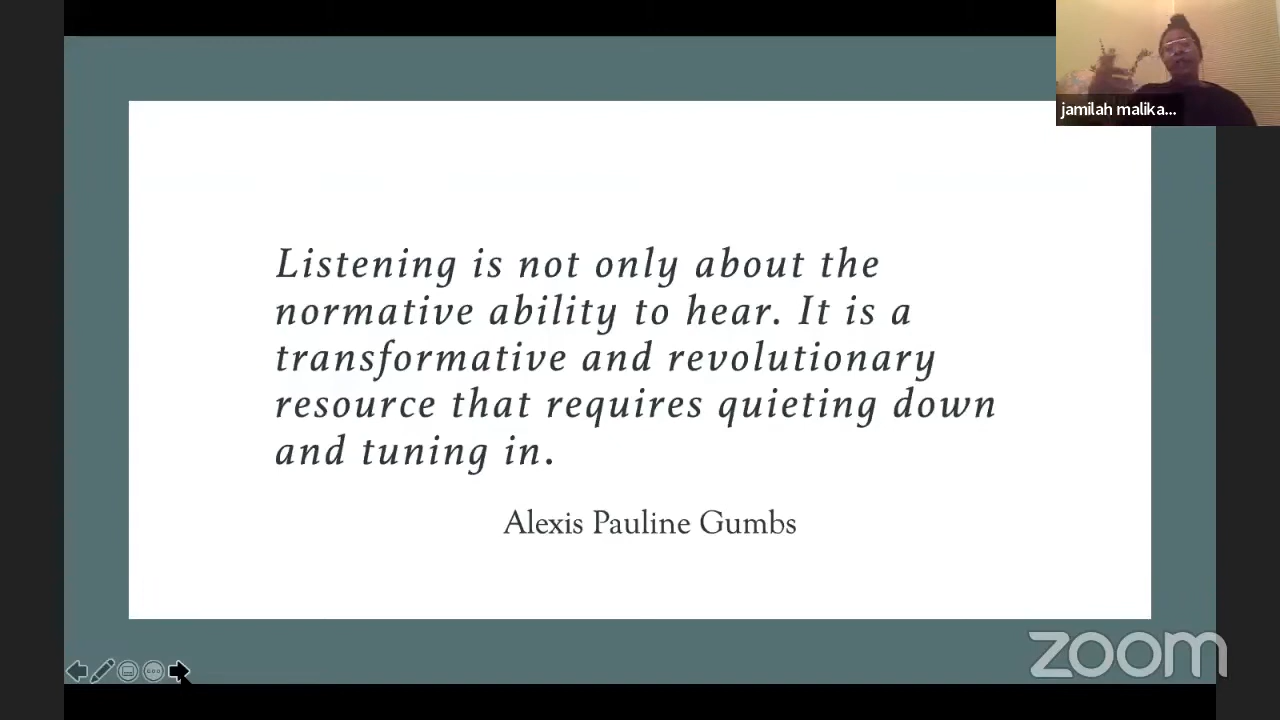 jamilah malika...
Listening is not only about the
normative ability to hear. It is a
transformative and revolutionary
resource that requires quieting down
and tuning in.
Alexis Pauline Gumbs
zoom